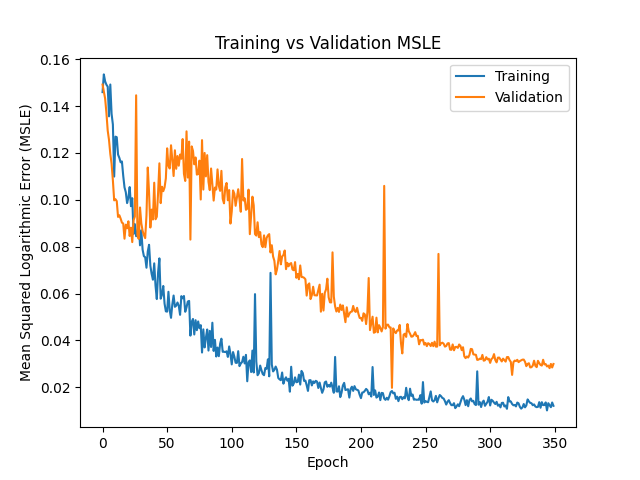 Training vs Validation MSLE
Mean Squared Logarithmic Error (MSLE)
0.16
0.14
0.12
0.10
0.08
0.06
0.04
0.02
Training
Validation
0 50 100 150 200 250 300 350
Epoch